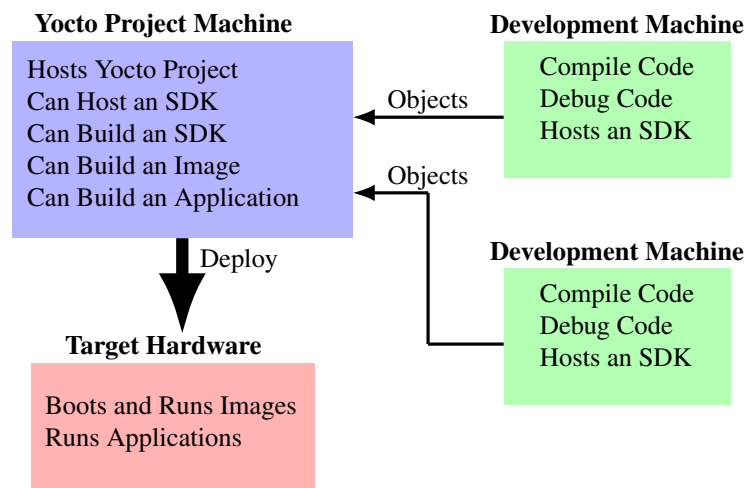 Yocto Project Machine
Hosts Yocto Project
Can Host an SDK
Can Build an SDK
Can Build an Image
Can Build an Application
Objects
Objects
Development Machine
Compile Code
Debug Code
Hosts an SDK
Development Machine
Compile Code
Debug Code
Hosts an SDK
Deploy
Target Hardware
Boots and Runs Images
Runs Applications